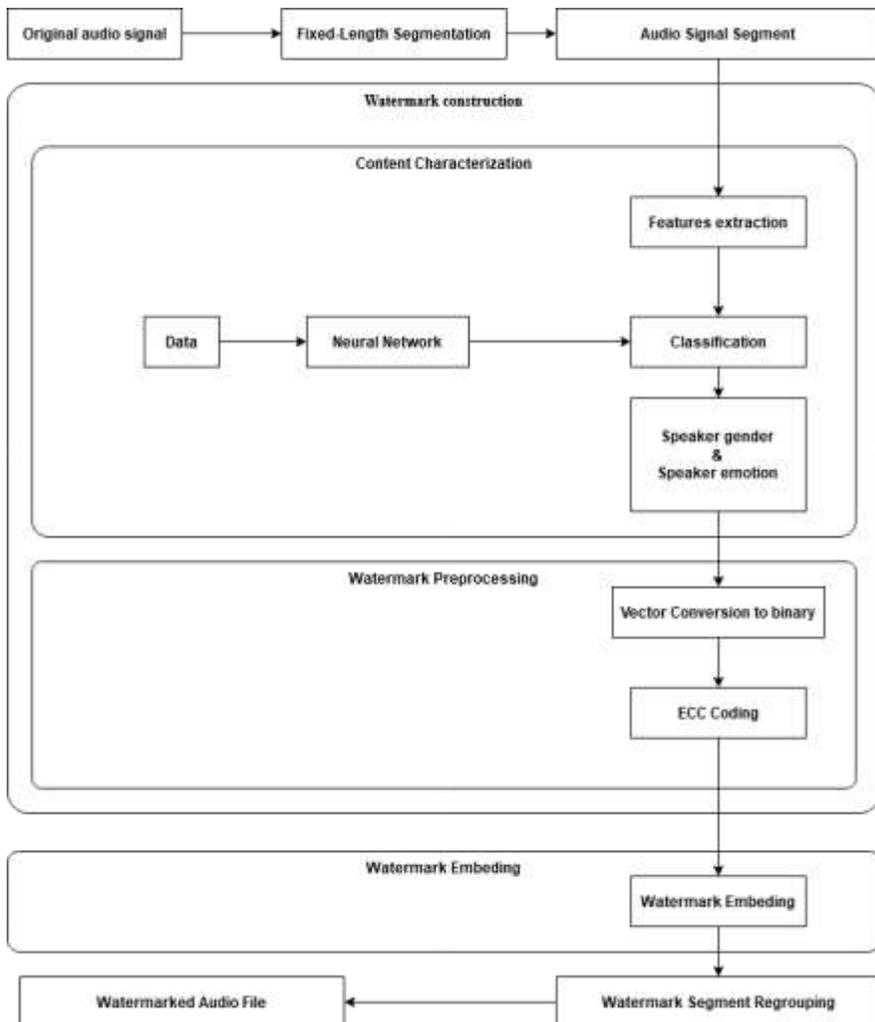 Original audio signal
Fixed-Length Segmentation
Audio Signal Segment
Watermark construction
Content Characterization
Features extraction
Data
Neural Network
Classification
Speaker gender
&
Speaker emotion
Watermark Preprocessing
Vector Conversion to binary
ECC Coding
Watermark Embeding
Watermark Embeding
Watermarked Audio File
Watermark Segment Regrouping